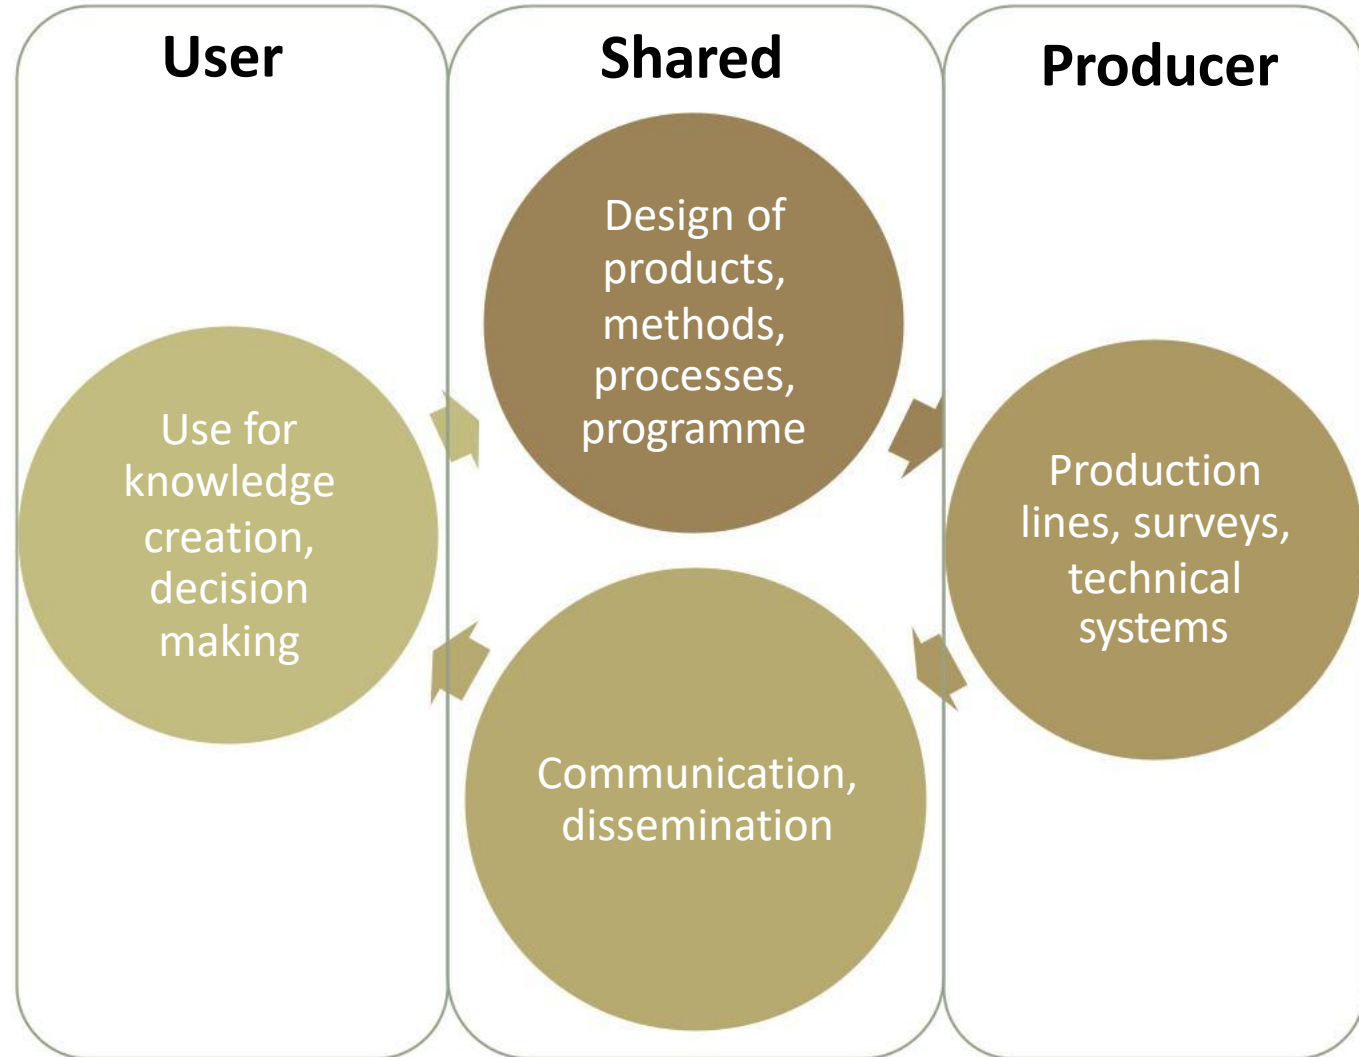 User
Shared
Producer
Design of
products,
methods,
processes,
programme
Use for
knowledge
creation,
decision
making
Production
lines, surveys,
technical
systems
Communication,
dissemination